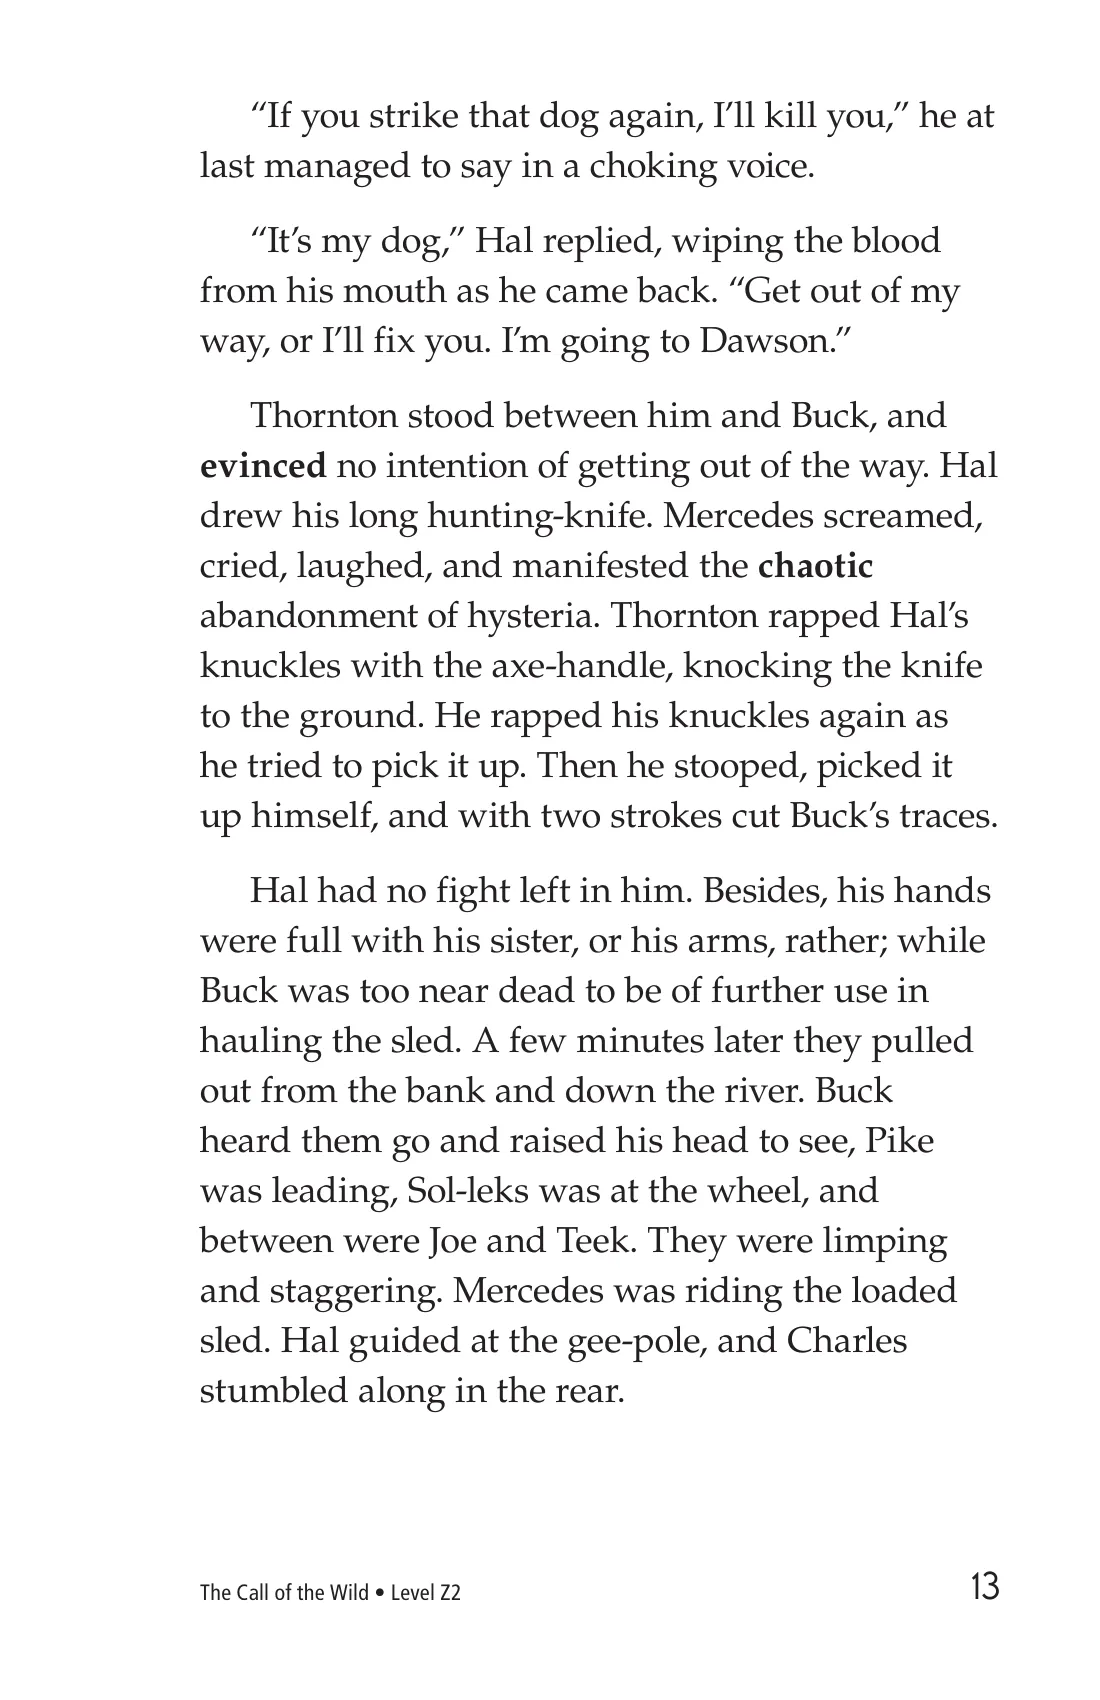 “If you strike that dog again, I’ll kill you,” he at
last managed to say in a choking voice.
“It’s my dog,” Hal replied, wiping the blood
from his mouth as he came back. “Get out of my
way, or I’ll fix you. I’m going to Dawson.”
Thornton stood between him and Buck, and
evinced no intention of getting out of the way. Hal
drew his long hunting-knife. Mercedes screamed,
cried, laughed, and manifested the chaotic
abandonment of hysteria. Thornton rapped Hal’s
knuckles with the axe-handle, knocking the knife
to the ground. He rapped his knuckles again as
he tried to pick it up. Then he stooped, picked it
up himself, and with two strokes cut Buck’s traces.
Hal had no fight left in him. Besides, his hands
were full with his sister, or his arms, rather; while
Buck was too near dead to be of further use in
hauling the sled. A few minutes later they pulled
out from the bank and down the river. Buck
heard them go and raised his head to see, Pike
was leading, Sol-leks was at the wheel, and
between were Joe and Teek. They were limping
and staggering. Mercedes was riding the loaded
sled. Hal guided at the gee-pole, and Charles
stumbled along in the rear.
The Call of the Wild • Level Z2
13